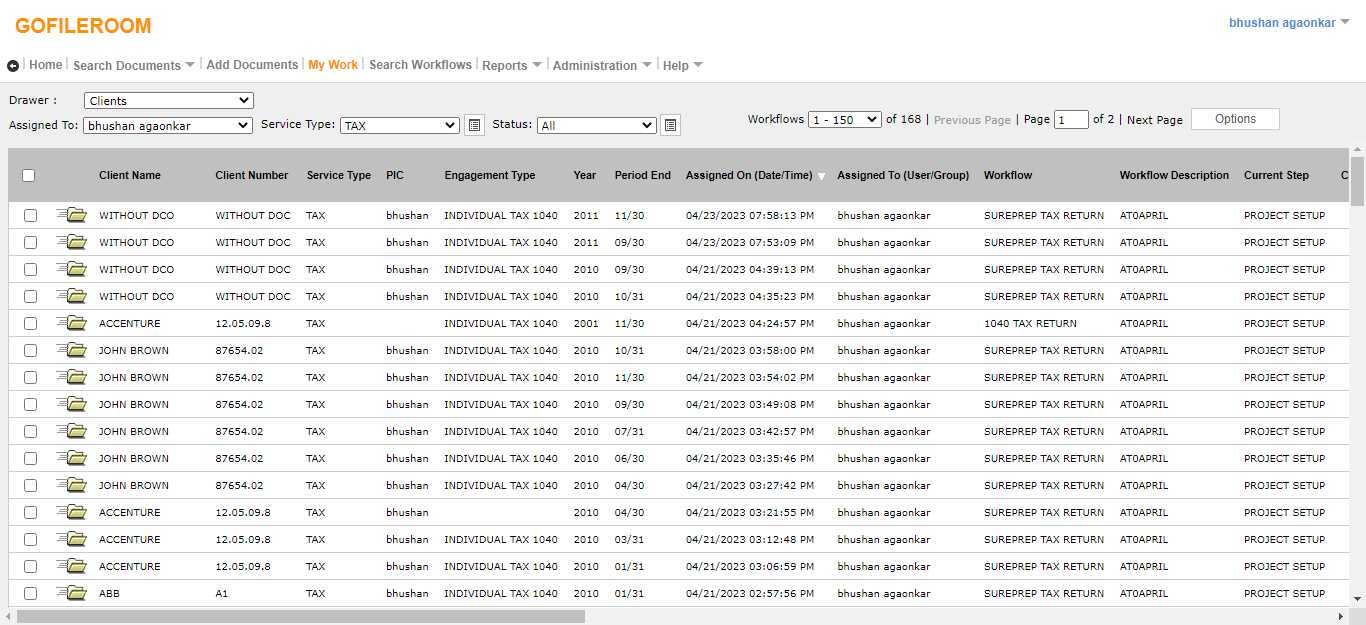 GOFILEROOM
bhushan agaonkar
Home Search Documents Add Documents My Work Search Workflows Reports Administration Help
Drawer : Clients
Assigned To: bhushan agaonkar Service Type: TAX Status: All Workflows 1 - 150 of 168 | Previous Page | Page 1 of 2 | Next Page Options
Client Name Client Number Service Type PIC Engagement Type Year Period End Assigned On (Date/Time) Assigned To (User/Group) Workflow Workflow Description Current Step C
WITHOUT DCO WITHOUT DOC TAX bhushan INDIVIDUAL TAX 1040 2011 11/30 04/23/2023 07:58:13 PM bhushan agaonkar SUREPREP TAX RETURN AT0APRIL PROJECT SETUP
WITHOUT DCO WITHOUT DOC TAX bhushan INDIVIDUAL TAX 1040 2011 09/30 04/23/2023 07:53:09 PM bhushan agaonkar SUREPREP TAX RETURN AT0APRIL PROJECT SETUP
WITHOUT DCO WITHOUT DOC TAX bhushan INDIVIDUAL TAX 1040 2010 09/30 04/21/2023 04:39:13 PM bhushan agaonkar SUREPREP TAX RETURN AT0APRIL PROJECT SETUP
WITHOUT DCO WITHOUT DOC TAX bhushan INDIVIDUAL TAX 1040 2010 10/31 04/21/2023 04:35:23 PM bhushan agaonkar SUREPREP TAX RETURN AT0APRIL PROJECT SETUP
ACCENTURE 12.05.09.8 TAX INDIVIDUAL TAX 1040 2001 11/30 04/21/2023 04:24:57 PM bhushan agaonkar 1040 TAX RETURN AT0APRIL PROJECT SETUP
JOHN BROWN 87654.02 TAX bhushan INDIVIDUAL TAX 1040 2010 10/31 04/21/2023 03:58:00 PM bhushan agaonkar SUREPREP TAX RETURN AT0APRIL PROJECT SETUP
JOHN BROWN 87654.02 TAX bhushan INDIVIDUAL TAX 1040 2010 11/30 04/21/2023 03:54:02 PM bhushan agaonkar SUREPREP TAX RETURN AT0APRIL PROJECT SETUP
JOHN BROWN 87654.02 TAX bhushan INDIVIDUAL TAX 1040 2010 09/30 04/21/2023 03:49:08 PM bhushan agaonkar SUREPREP TAX RETURN AT0APRIL PROJECT SETUP
JOHN BROWN 87654.02 TAX bhushan INDIVIDUAL TAX 1040 2010 07/31 04/21/2023 03:42:57 PM bhushan agaonkar SUREPREP TAX RETURN AT0APRIL PROJECT SETUP
JOHN BROWN 87654.02 TAX bhushan INDIVIDUAL TAX 1040 2010 06/30 04/21/2023 03:35:46 PM bhushan agaonkar SUREPREP TAX RETURN AT0APRIL PROJECT SETUP
JOHN BROWN 87654.02 TAX bhushan INDIVIDUAL TAX 1040 2010 04/30 04/21/2023 03:27:42 PM bhushan agaonkar SUREPREP TAX RETURN AT0APRIL PROJECT SETUP
ACCENTURE 12.05.09.8 TAX bhushan 2010 04/30 04/21/2023 03:21:55 PM bhushan agaonkar SUREPREP TAX RETURN AT0APRIL PROJECT SETUP
ACCENTURE 12.05.09.8 TAX bhushan INDIVIDUAL TAX 1040 2010 03/31 04/21/2023 03:12:48 PM bhushan agaonkar SUREPREP TAX RETURN AT0APRIL PROJECT SETUP
ACCENTURE 12.05.09.8 TAX bhushan INDIVIDUAL TAX 1040 2010 01/31 04/21/2023 03:06:59 PM bhushan agaonkar SUREPREP TAX RETURN AT0APRIL PROJECT SETUP
ABB A1 TAX bhushan INDIVIDUAL TAX 1040 2010 01/31 04/21/2023 02:57:56 PM bhushan agaonkar SUREPREP TAX RETURN AT0APRIL PROJECT SETUP